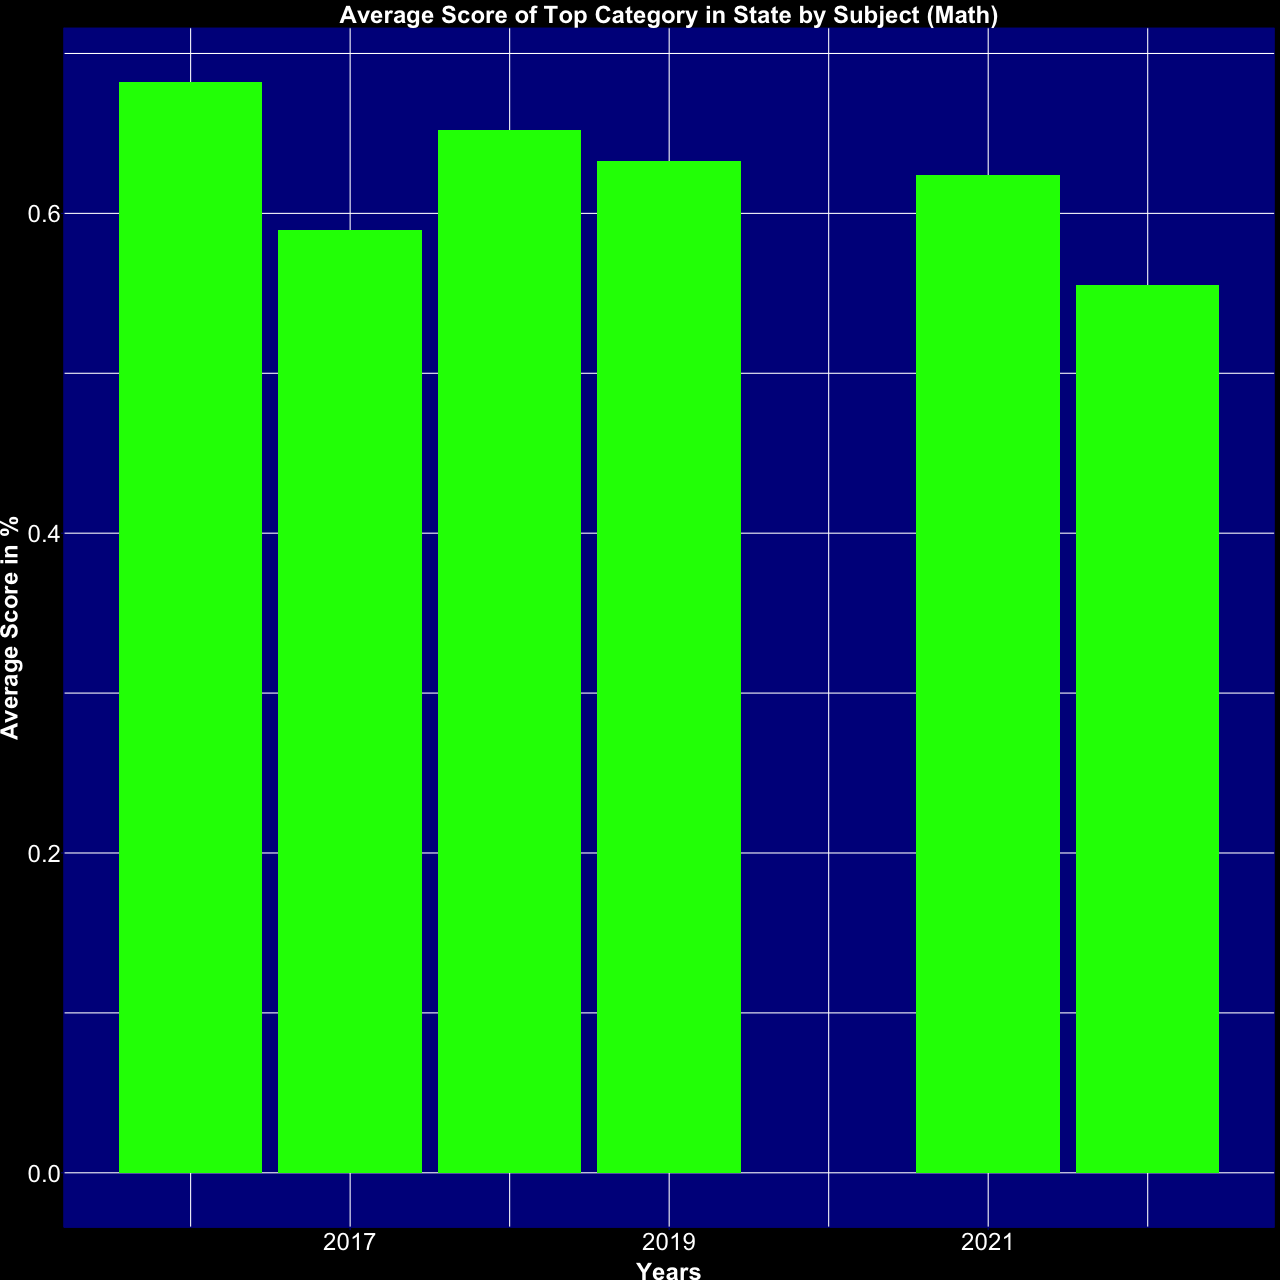 Average Score of Top Category in State by Subject (Math)
Average Score in %
0.6
0.4
0.2
0.0
2017 2019 2021
Years